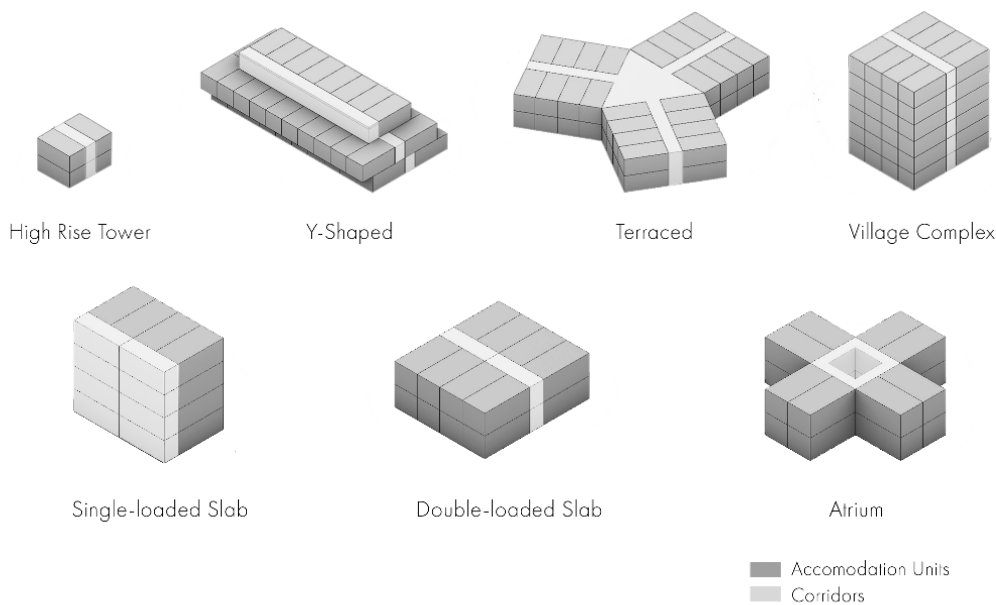 High Rise Tower
Y-Shaped
Terraced
Village Complex
Single-loaded Slab
Double-loaded Slab
Atrium
Accomodation Units
Corridors